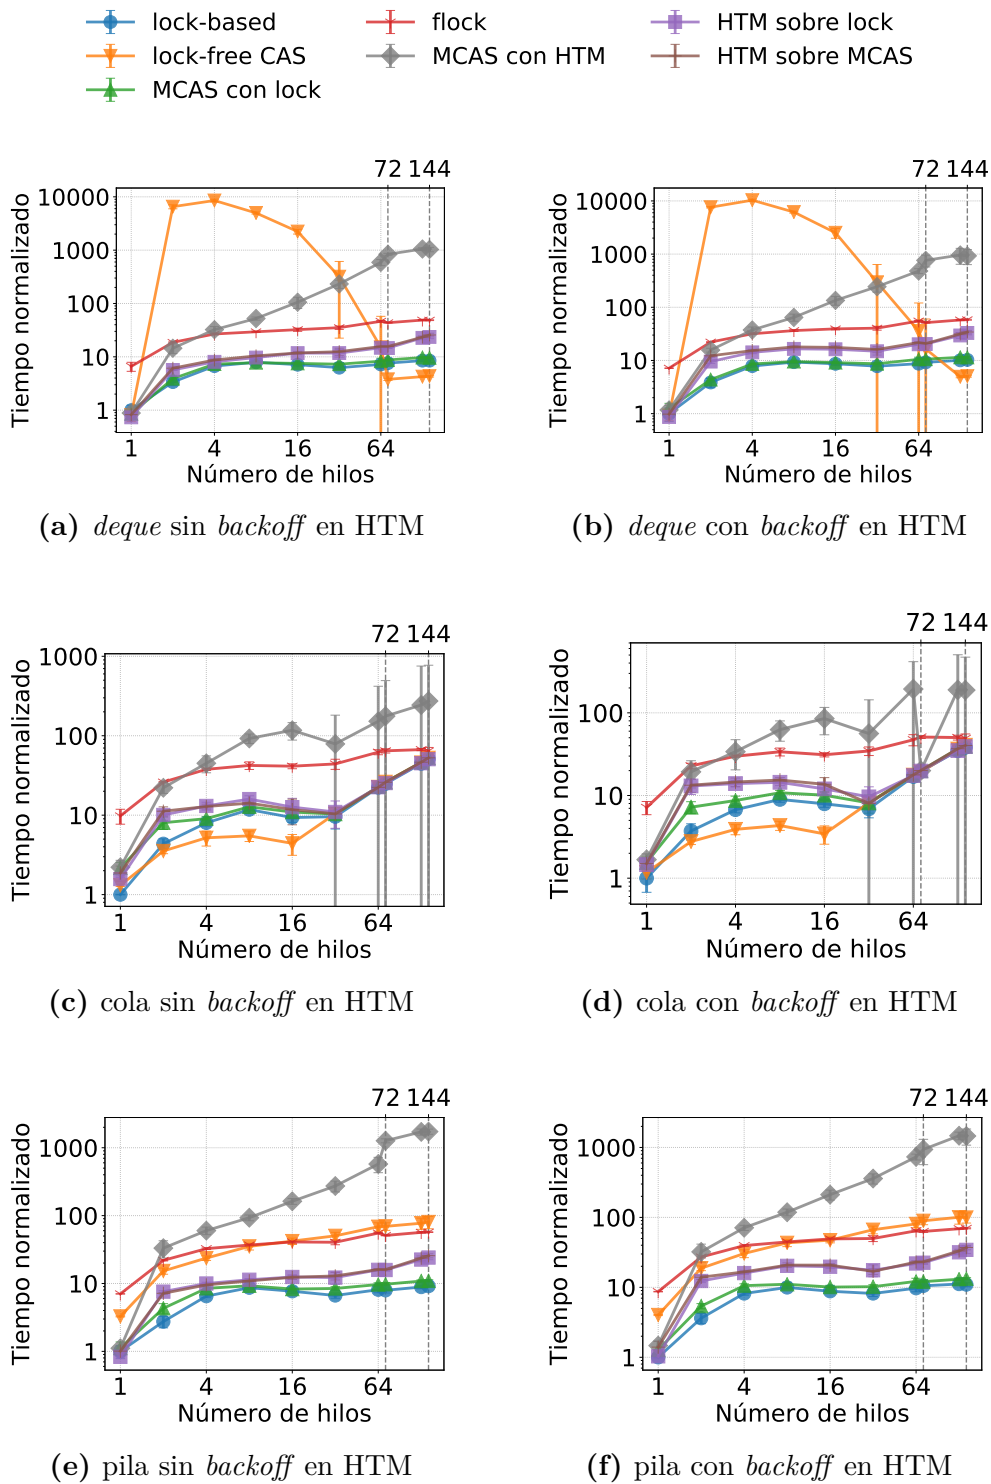 lock-based
flock
HTM sobre lock
lock-free CAS
MCAS con HTM
HTM sobre MCAS
MCAS con lock
72 144
Tiempo normalizado
10000
1000
100
10
1
1 4 16 64
Número de hilos
(a) deque sin backoff en HTM
72 144
Tiempo normalizado
10000
1000
100
10
1
1 4 16 64
Número de hilos
(b) deque con backoff en HTM
72 144
Tiempo normalizado
1000
100
10
1
1 4 16 64
Número de hilos
(c) cola sin backoff en HTM
72 144
Tiempo normalizado
100
10
1
1 4 16 64
Número de hilos
(d) cola con backoff en HTM
72 144
Tiempo normalizado
1000
100
10
1
1 4 16 64
Número de hilos
(e) pila sin backoff en HTM
72 144
Tiempo normalizado
1000
100
10
1
1 4 16 64
Número de hilos
(f) pila con backoff en HTM